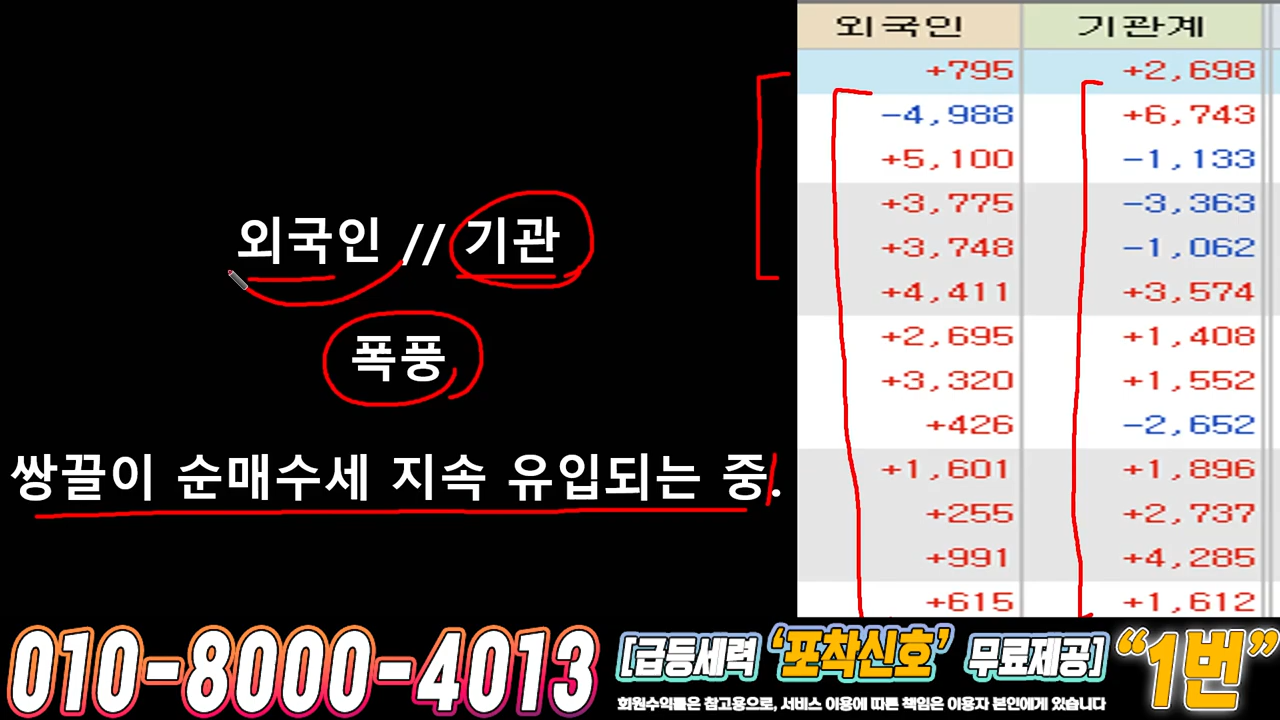 외국인 // 기관
폭풍
쌍끌이 순매수세 지속 유입되는 중.
외국인 기관계
+795 +2,698
-4,988 +6,743
+5,100 -1,133
+3,775 -3,363
+3,748 -1,062
+4,411 +3,574
+2,695 +1,408
+3,320 +1,552
+426 -2,652
+1,601 +1,896
+255 +2,737
+991 +4,285
+615 +1,612
010-8000-4013
[급등세력 '포착신호' 무료제공] "1번"
회원수익률은 참고용으로, 서비스 이용에 따른 책임은 이용자 본인에게 있습니다